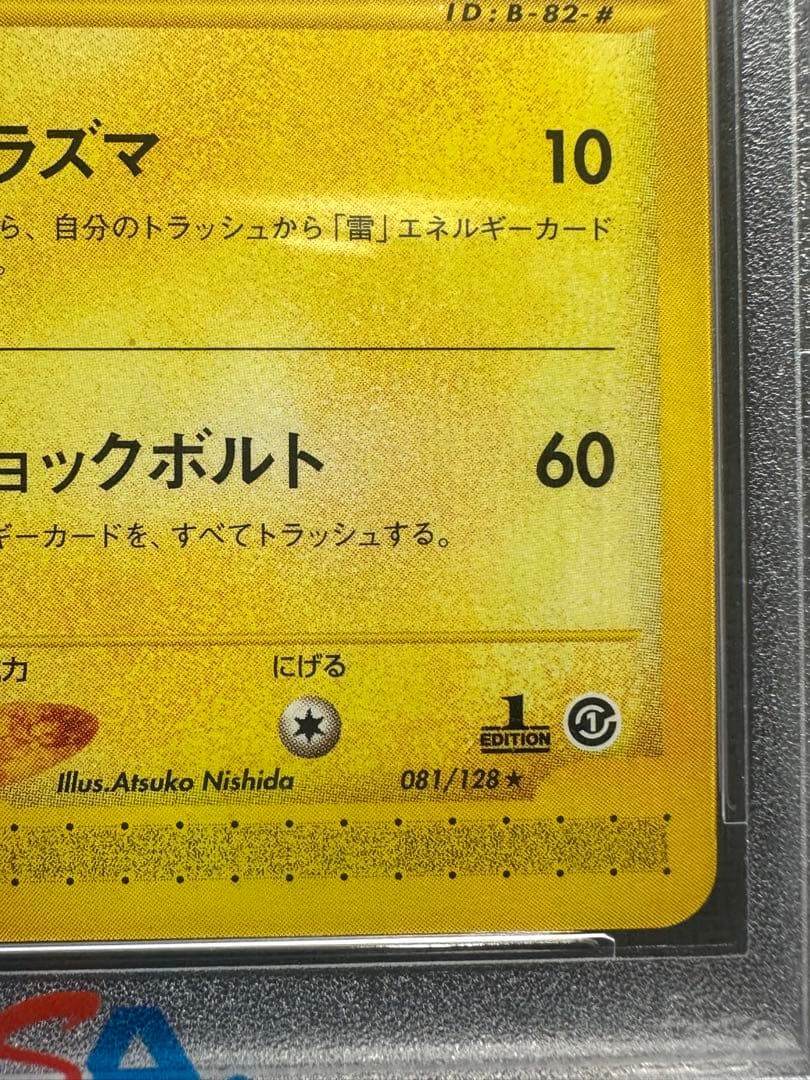 ID:B-82-#
ラズマ 10
ら、自分のトラッシュから「雷」エネルギーカード
。
ョックボルト 60
ギーカードを、すべてトラッシュする。
力 にげる
1
EDITION
1
Illus.Atsuko Nishida 081/128★
SA